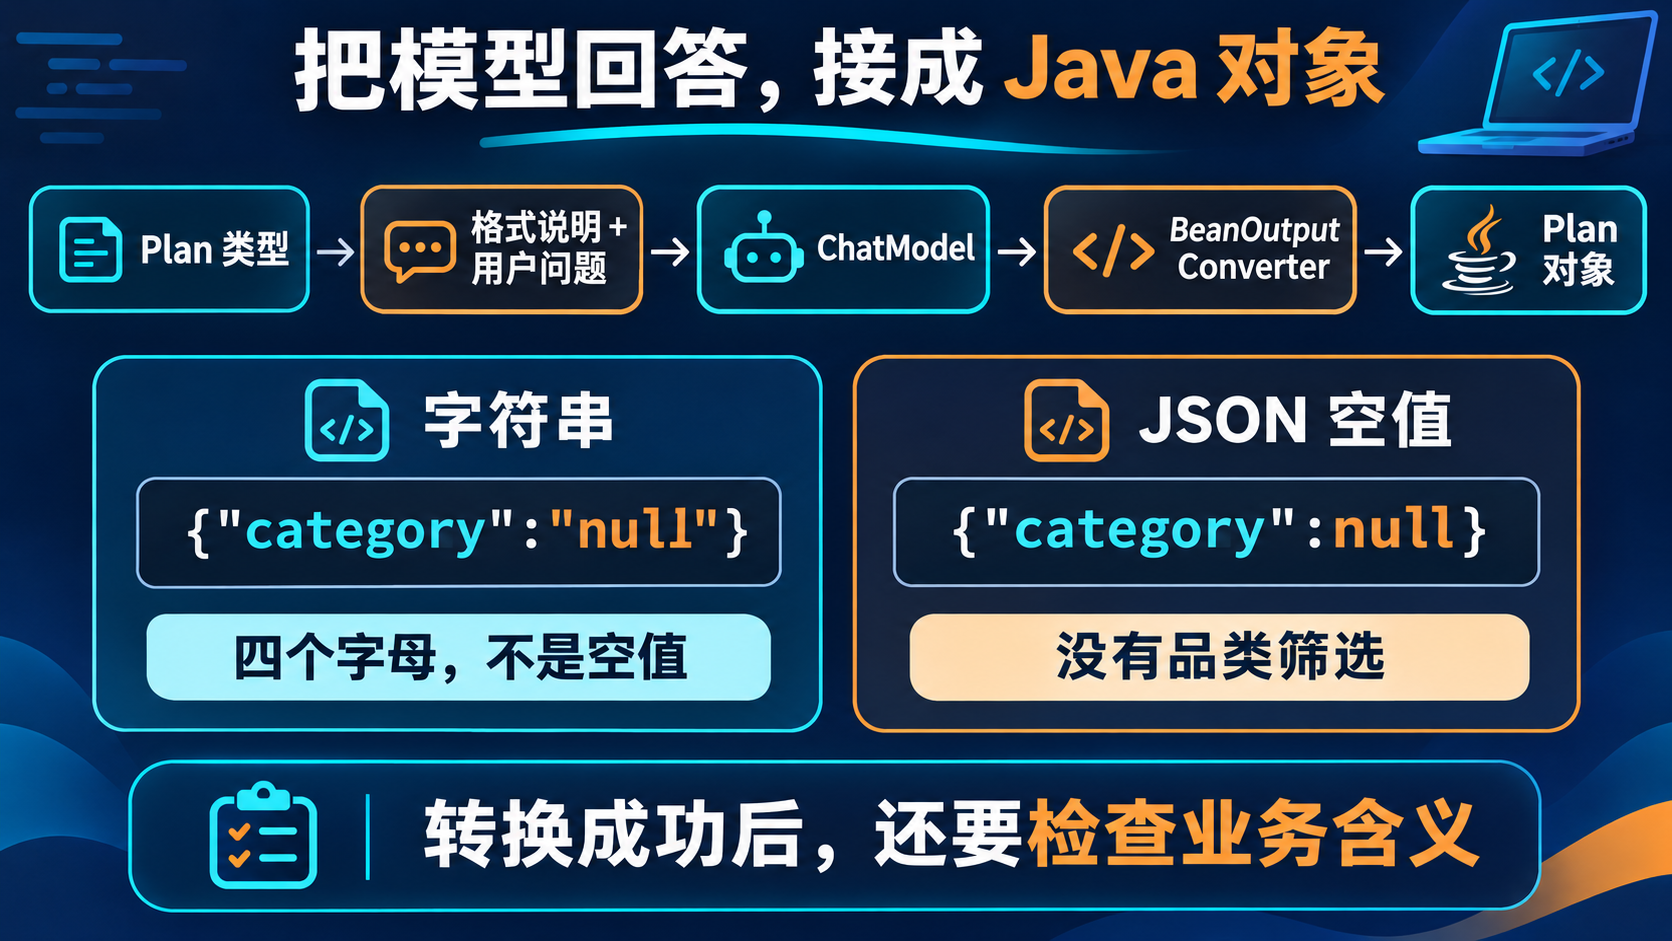 把模型回答，接成 Java 对象
</>
Plan 类型
格式说明 +
用户问题
ChatModel
</>
BeanOutput
Converter
Plan
对象
</>
字符串
{"category":"null"}
四个字母，不是空值
</>
JSON 空值
{"category":null}
没有品类筛选
转换成功后，还要检查业务含义